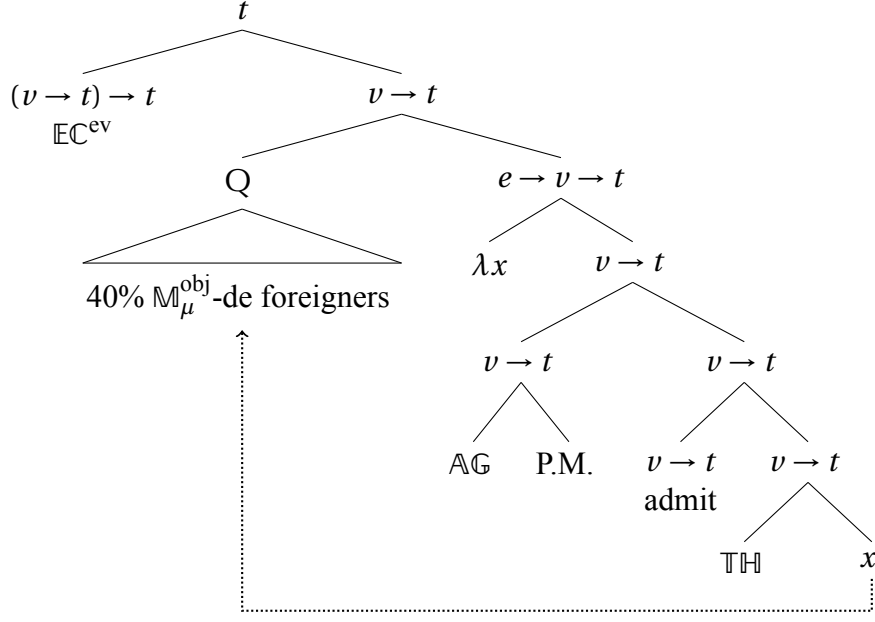 t
(v → t) → t v → t
𝔼ℂ^ev
Q e → v → t
λx v → t
40% 𝕄_μ^obj-de foreigners
v → t v → t
𝔸𝔾 P.M. v → t v → t
admit
𝕋ℍ x